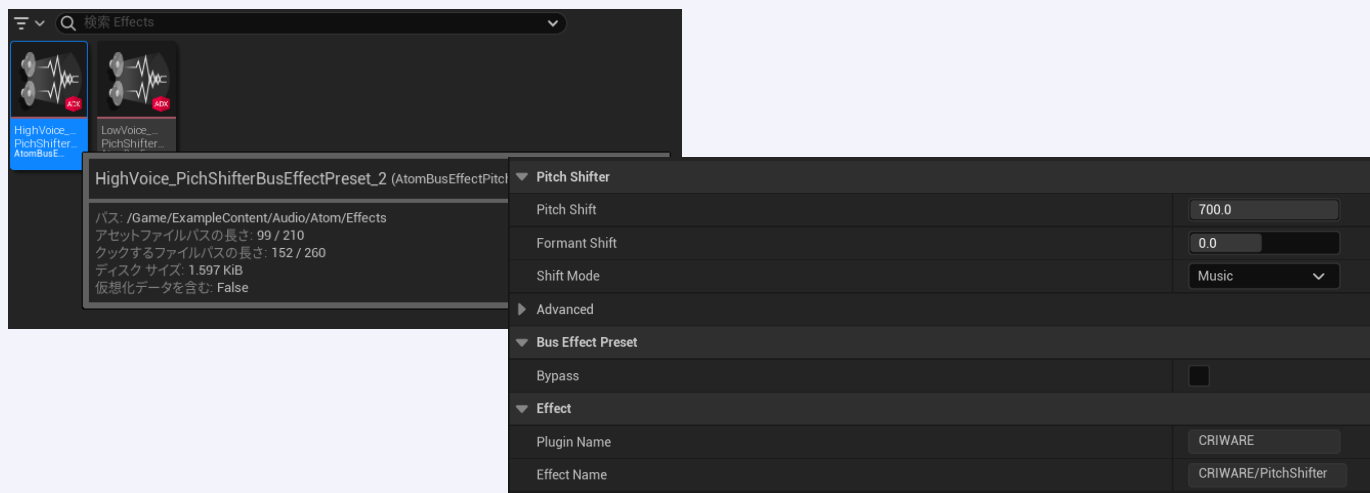 検索 Effects
ADX
ADX
HighVoice_...
PichShifter...
AtomBusE...
LowVoice_...
PichShifter...
HighVoice_PichShifterBusEffectPreset_2 (AtomBusEffectPitch
パス: /Game/ExampleContent/Audio/Atom/Effects
アセットファイルパスの長さ: 99 / 210
クックするファイルパスの長さ: 152 / 260
ディスク サイズ: 1.597 KiB
仮想化データを含む: False
Pitch Shifter
Pitch Shift
700.0
Formant Shift
0.0
Shift Mode
Music
Advanced
Bus Effect Preset
Bypass
Effect
Plugin Name
CRIWARE
Effect Name
CRIWARE/PitchShifter